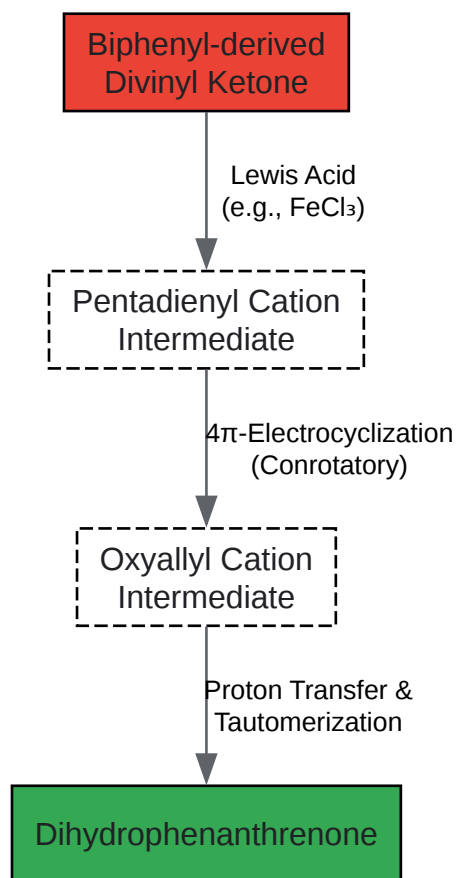 Biphenyl-derived
Divinyl Ketone
Lewis Acid
(e.g., FeCl₃)
Pentadienyl Cation
Intermediate
4π-Electrocyclization
(Conrotatory)
Oxyallyl Cation
Intermediate
Proton Transfer &
Tautomerization
Dihydrophenanthrenone